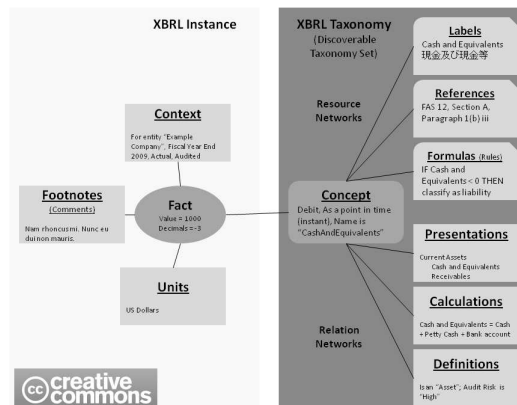 XBRL Instance
Context
For entity "Example
Company", Fiscal Year End
2009, Actual, Audited
Footnotes
(Comments)
Nam rhoncus mi. Nunc eu
dui non mauris.
Fact
Value = 1000
Decimals = -3
Units
US Dollars
creative
commons
XBRL Taxonomy
(Discoverable
Taxonomy Set)
Resource
Networks
Concept
Debit, As a point in time
(instant), Name is
"CashAndEquivalents"
Relation
Networks
Labels
Cash and Equivalents
現金及び現金等
References
FAS 12, Section A,
Paragraph 1(b) iii
Formulas (Rules)
IF Cash and
Equivalents < 0 THEN
classify as liability
Presentations
Current Assets
Cash and Equivalents
Receivables
Calculations
Cash and Equivalents = Cash
+ Petty Cash + Bank account
Definitions
Is an "Asset"; Audit Risk is
"High"
cc